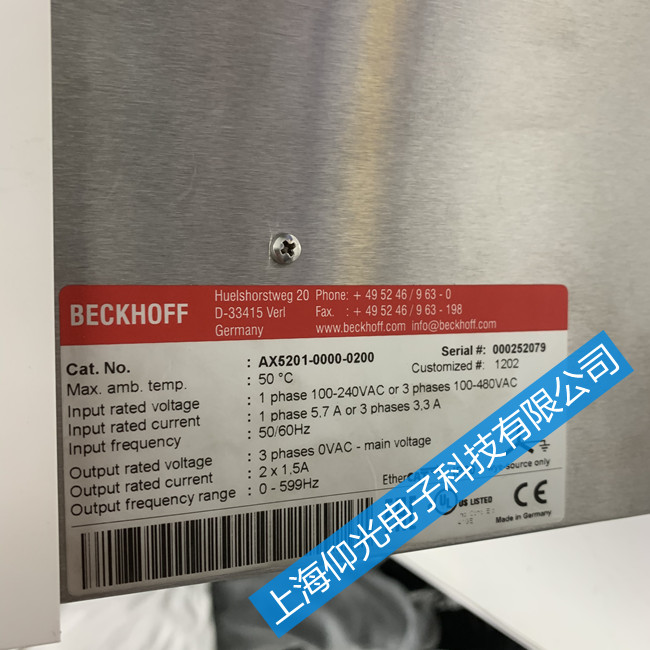 BECKHOFF
Huelshorstweg 20 Phone: + 49 52 46 / 9 63 - 0
D-33415 Verl Fax. : + 49 52 46 / 9 63 - 198
Germany www.beckhoff.com info@beckhoff.com
Cat. No. : AX5201-0000-0200 Serial #: 000252079
Max. amb. temp. : 50 °C Customized #: 1202
Input rated voltage : 1 phase 100-240VAC or 3 phases 100-480VAC
Input rated current : 1 phase 5.7 A or 3 phases 3,3 A
Input frequency : 50/60Hz
Output rated voltage : 3 phases 0VAC - main voltage
Output rated current : 2 x 1.5A
Output frequency range : 0 - 599Hz
Ether
-source only
UL US LISTED CE
Made in Germany
上海仰光电子科技有限公司